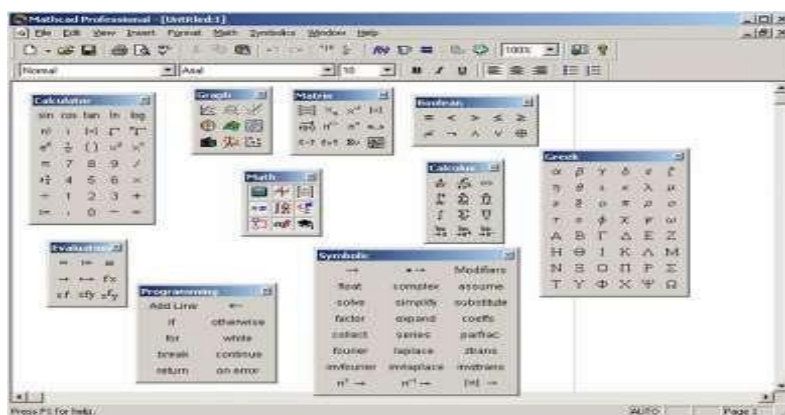 Mathcad Professional - [Untitled:1]
File Edit View Insert Format Math Symbolics Window Help
100%
Normal Arial 10 B I U
Calculator
sin cos tan ln log
7 8 9 /
4 5 6 ×
÷ 1 2 3 +
Graph
Matrix
Boolean
= < > ≤ ≥
¬ ∧ ∨ ⊕
Math
Calculus
Greek
α β γ δ ε ζ
η θ ι κ λ μ
ν ξ ο π ρ σ
τ υ φ χ ψ ω
Α Β Γ Δ Ε Ζ
Η Θ Ι Κ Λ Μ
Ν Ξ Ο Π Ρ Σ
Τ Υ Φ Χ Ψ Ω
Evaluation
→ ↔ fx
xf xfy
Programming
Add Line ←
if otherwise
for while
break continue
return on error
Symbolic
→ ▪ → Modifiers
float complex assume
solve simplify substitute
factor expand coeffs
collect series parfrac
fourier laplace ztrans
invfourier invlaplace invztrans
Press F1 for help.
AUTO Page 1